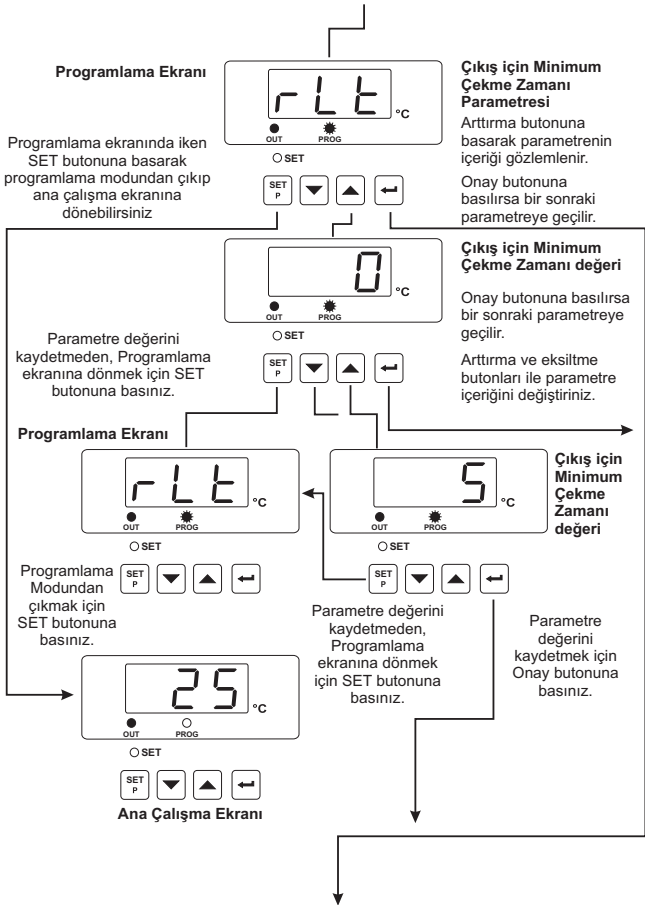 Programlama Ekranı
rLt
°C
OUT
PROG
SET
SET
P
Çıkış için Minimum
Çekme Zamanı
Parametresi
Arttırma butonuna
basarak parametrenin
içeriği gözlemlenir.
Onay butonuna
basılırsa bir sonraki
parametreye geçilir.
Programlama ekranında iken
SET butonuna basarak
programlama modundan çıkıp
ana çalışma ekranına
dönebilirsiniz
0
°C
OUT
PROG
SET
SET
P
Çıkış için Minimum
Çekme Zamanı değeri
Onay butonuna basılırsa
bir sonraki parametreye
geçilir.
Arttırma ve eksiltme
butonları ile parametre
içeriğini değiştiriniz.
Parametre değerini
kaydetmeden, Programlama
ekranına dönmek için SET
butonuna basınız.
Programlama Ekranı
rLt
°C
OUT
PROG
SET
SET
P
5
°C
OUT
PROG
SET
SET
P
Çıkış için
Minimum
Çekme
Zamanı
değeri
Programlama
Modundan
çıkmak için
SET butonuna
basınız.
Parametre değerini
kaydetmeden,
Programlama
ekranına dönmek
için SET butonuna
basınız.
Parametre
değerini
kaydetmek için
Onay butonuna
basınız.
25
°C
OUT
PROG
SET
SET
P
Ana Çalışma Ekranı